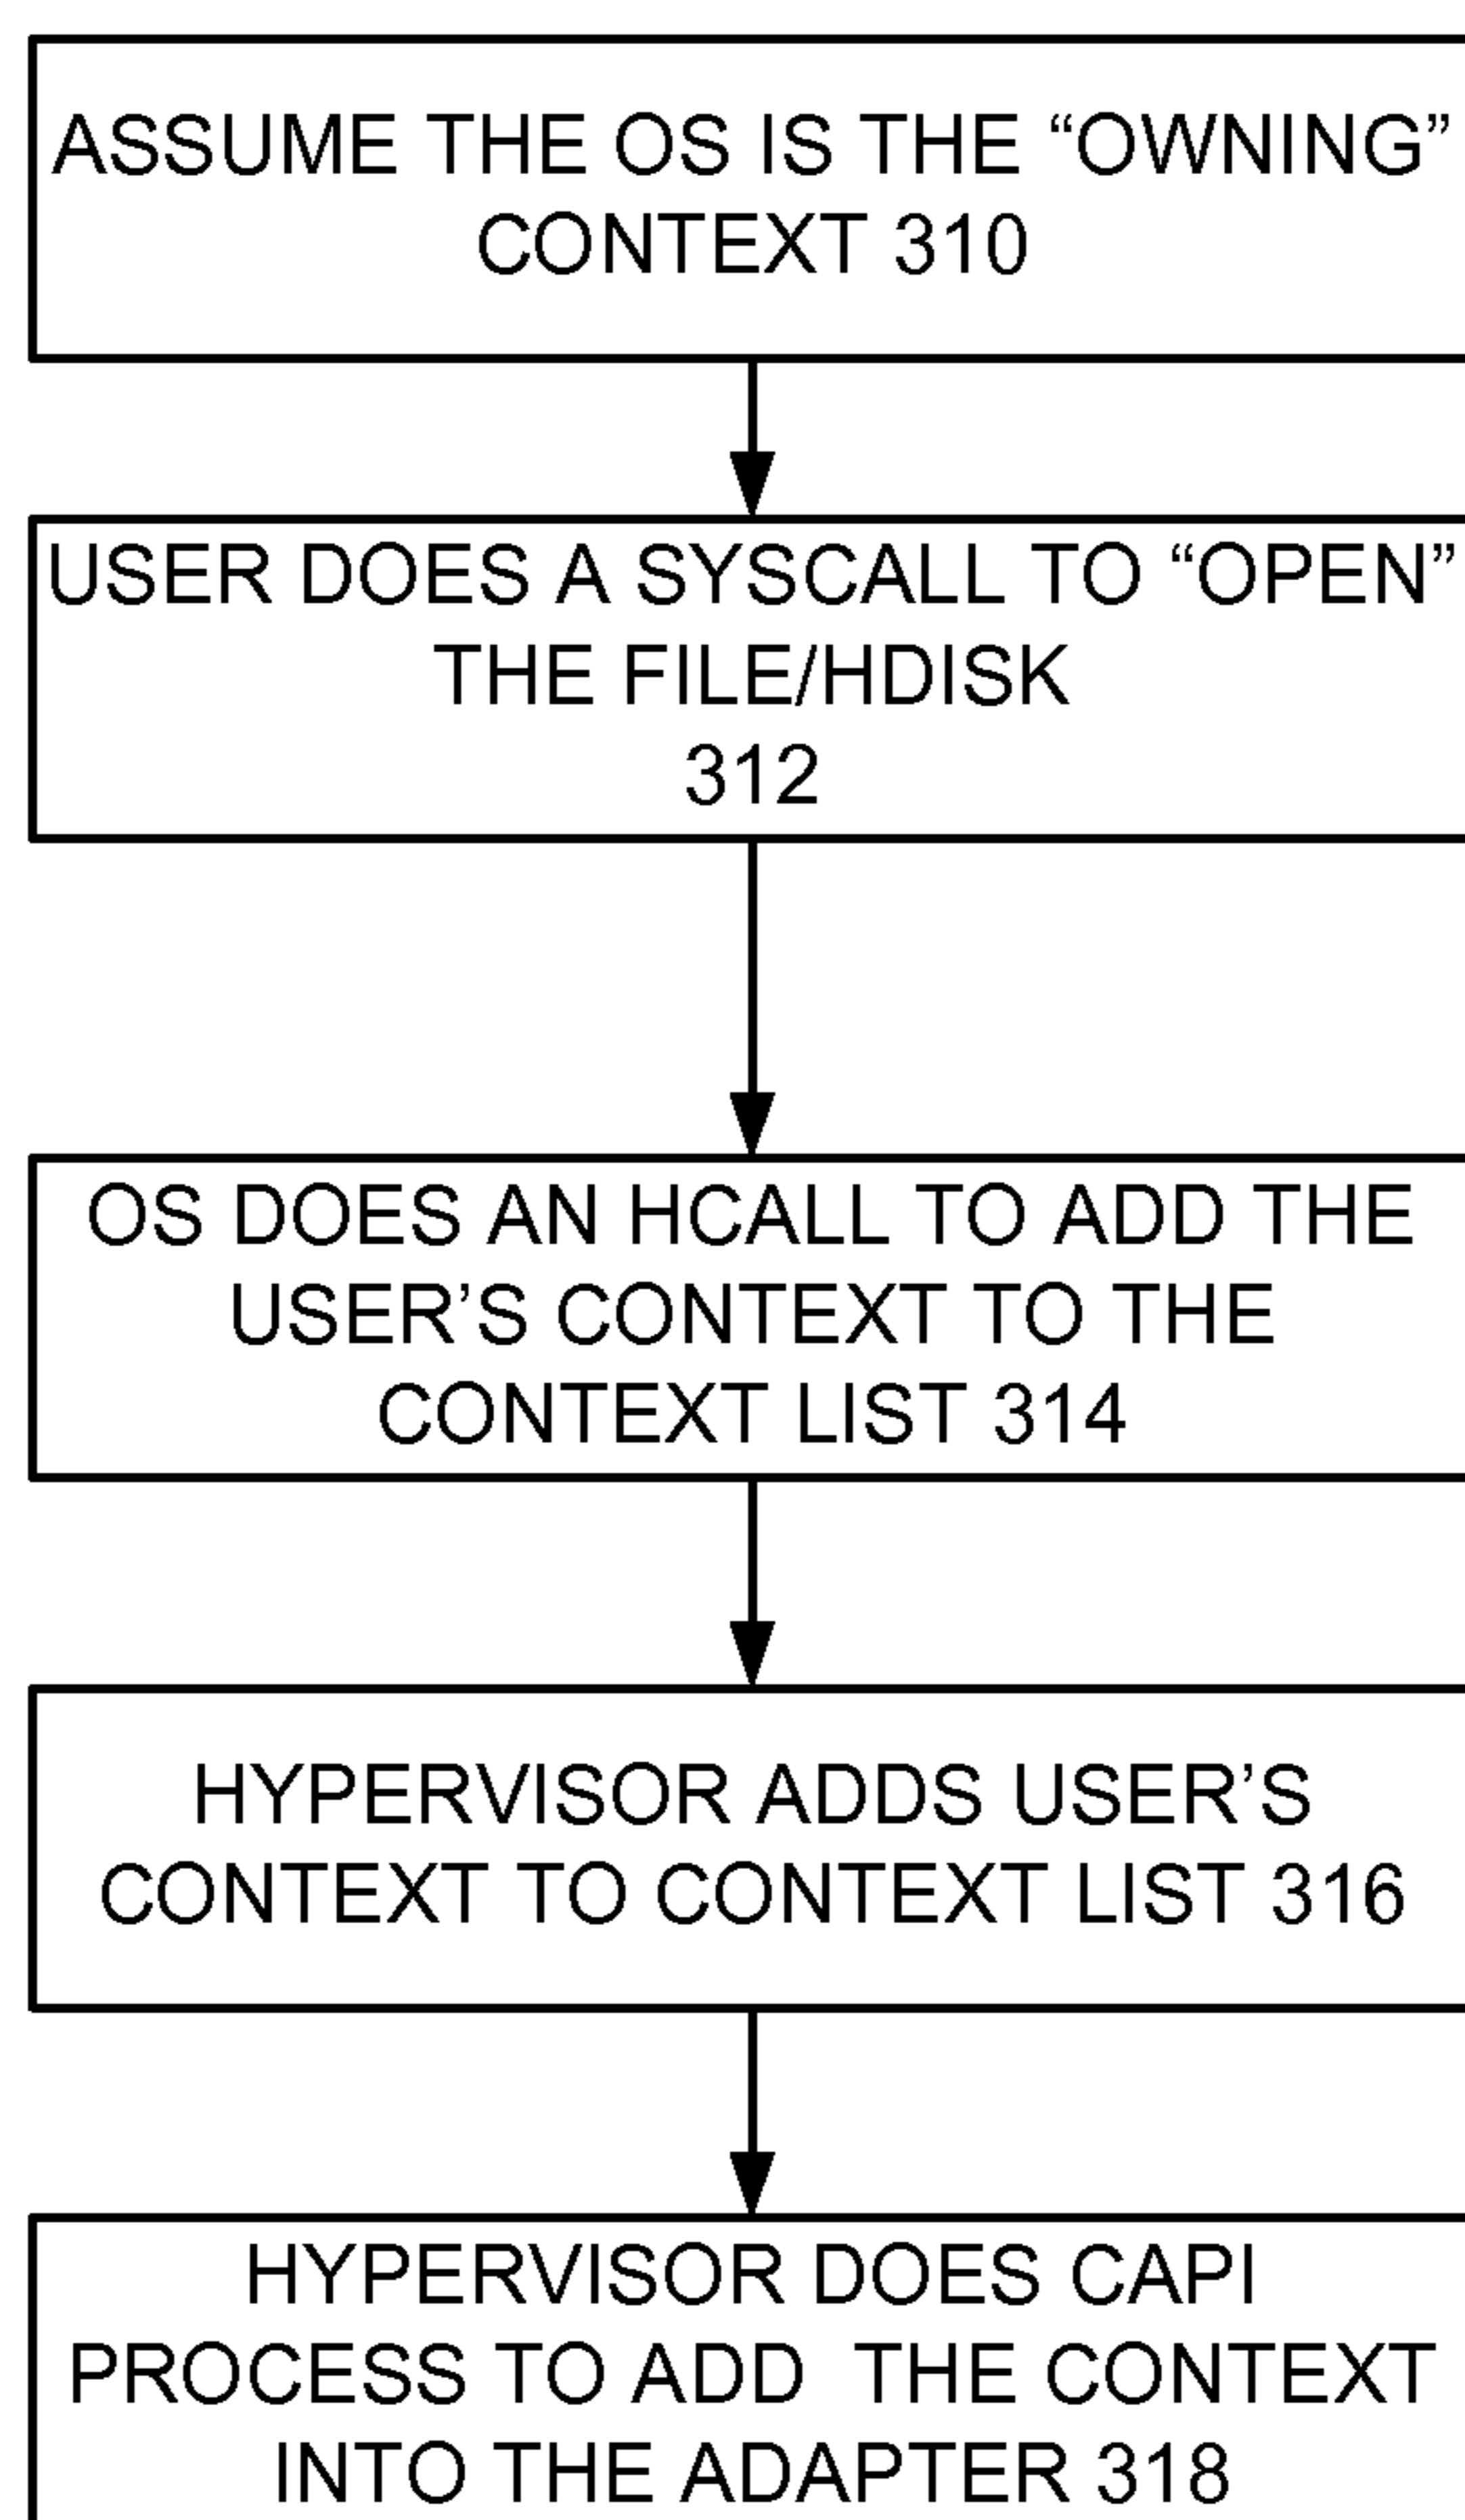 ASSUME THE OS IS THE “OWNING”
CONTEXT 310
USER DOES A SYSCALL TO “OPEN”
THE FILE/HDISK
312
OS DOES AN HCALL TO ADD THE
USER’S CONTEXT TO THE
CONTEXT LIST 314
HYPERVISOR ADDS USER’S
CONTEXT TO CONTEXT LIST 316
HYPERVISOR DOES CAPI
PROCESS TO ADD THE CONTEXT
INTO THE ADAPTER 318